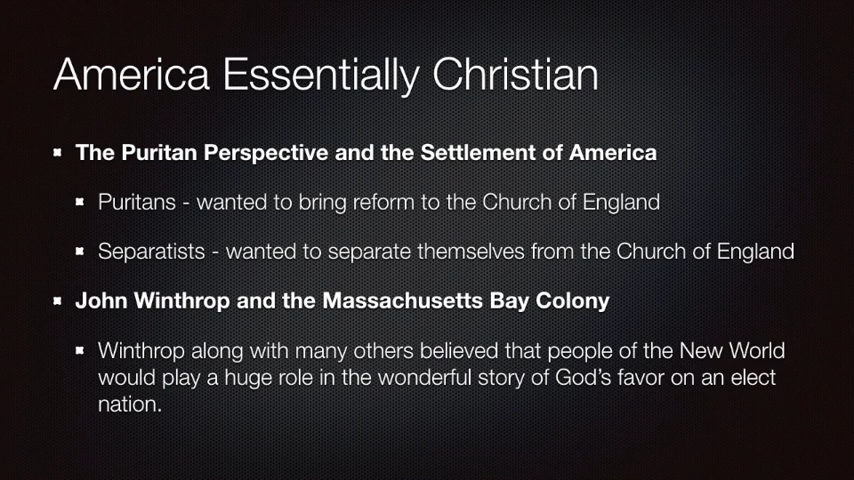 America Essentially Christian
The Puritan Perspective and the Settlement of America
Puritans - wanted to bring reform to the Church of England
Separatists - wanted to separate themselves from the Church of England
John Winthrop and the Massachusetts Bay Colony
Winthrop along with many others believed that people of the New World
would play a huge role in the wonderful story of God’s favor on an elect
nation.